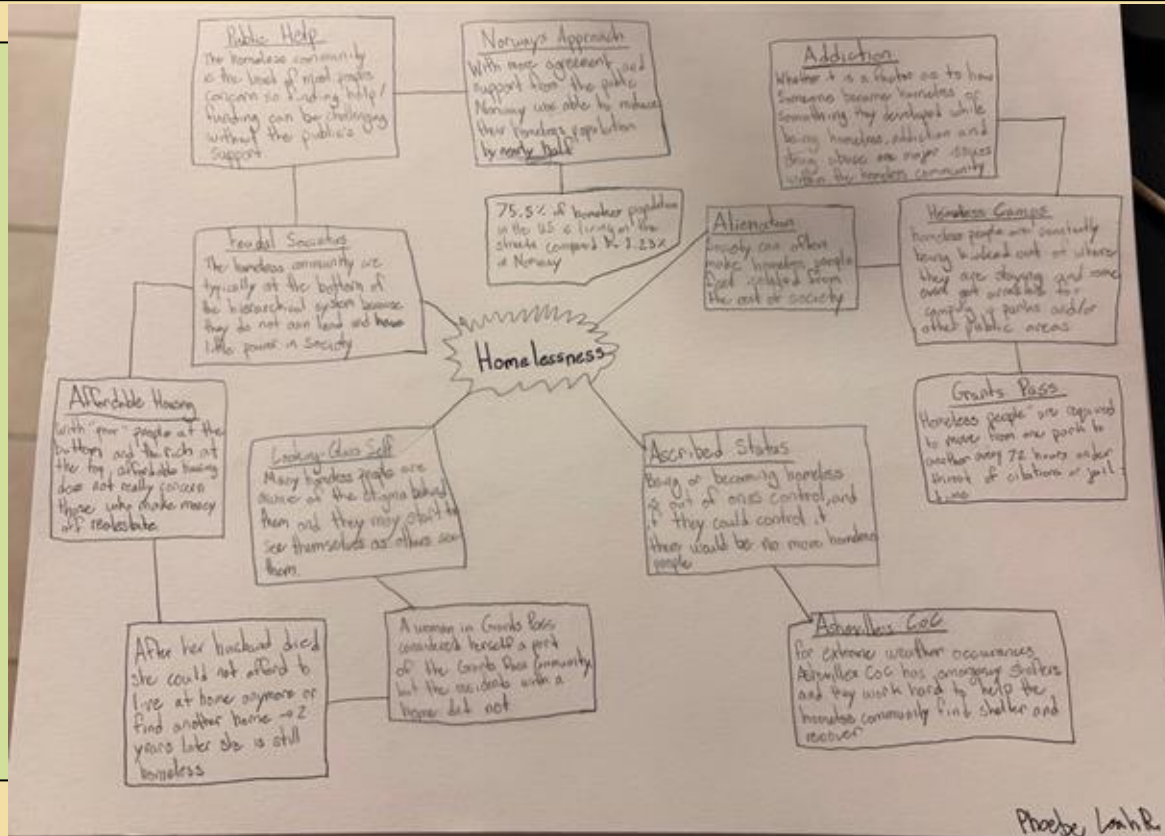 Public Help
The homeless community
is the least of most peoples
concern so finding help/
funding can be challenging
without the public's
support
Norways Approach
With more agreement and
support from the public
Norway was able to reduce
their homeless population
by nearly half
75.5% of homeless population
in the US is living on the
streets compared to
in Norway
Addiction
Whether it is a factor as to how
someone became homeless or
something they developed while
being homeless, addiction and
drug abuse are major issues
within the homeless community
Alienation
Society can often
make homeless people
feel isolated from
the rest of society
Homeless Camps
homeless people are constantly
being kicked out of where
they are staying and some
even get arrested for
camping in parks and/or
other public areas
Grants Pass
"Homeless people" are required
to move from one park to
another every 72 hours under
threat of citations or jail
time
Feudal Societies
The homeless community are
typically at the bottom of
the hierarchical system because
they do not own land and have
little power in society
Homelessness
Affordable Housing
With "poor" people at the
bottom and the rich at
the top, affordable housing
does not really concern
those who make money
off realestate
Looking-Glass Self
Many homeless people are
aware of the stigma behind
them and they may start to
see themselves as others see
them.
Ascribed Status
Being or becoming homeless
is out of ones control, and
if they could control it
there would be no more homeless
people
After her husband died
she could not afford to
live at home anymore or
find another home → 2
years later she is still
homeless
A woman in Grants Pass
considered herself a part
of the Grants Pass Community
but the residents with a
home did not
Ashevilles CoC
for extreme weather occurances
Ashevilles CoC has emergency shelters
and they work hard to help the
homeless community find shelter and
recover
Phoebe